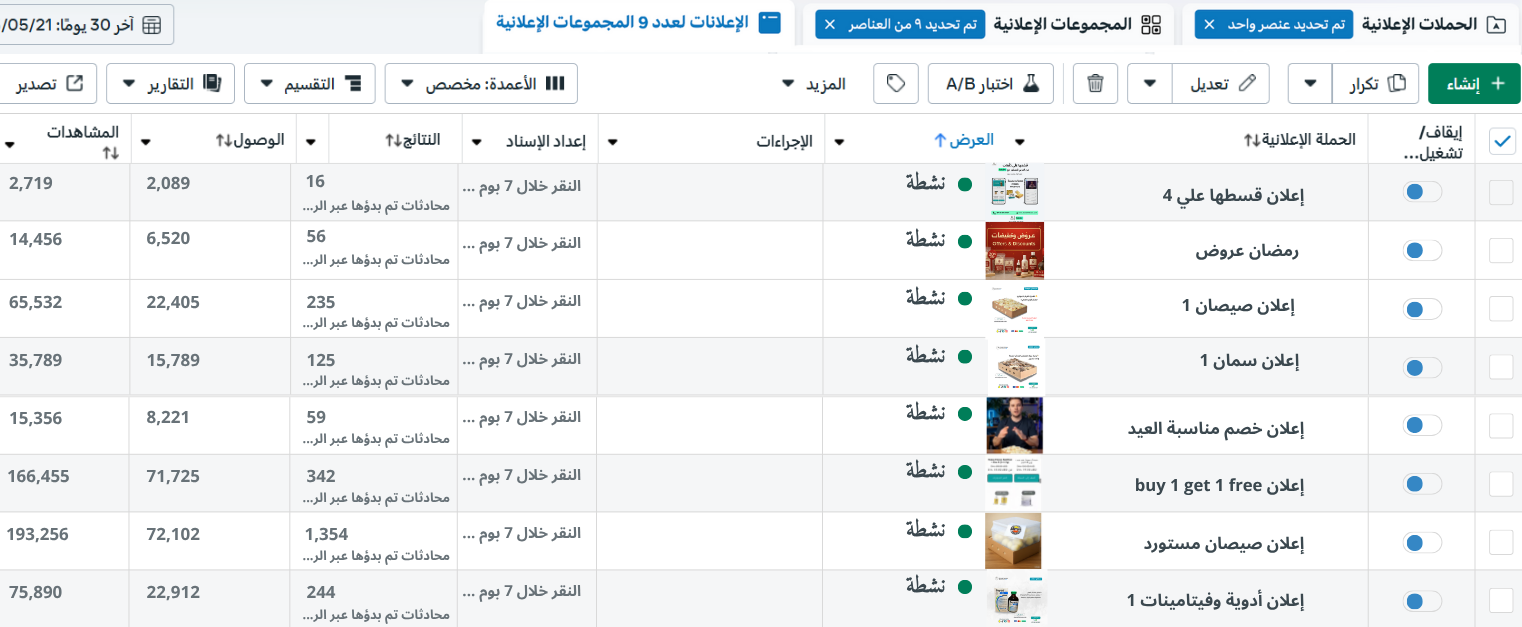 الحملات الإعلانية
تم تحديد عنصر واحد ×
المجموعات الإعلانية
تم تحديد ٩ من العناصر ×
الإعلانات لعدد 9 المجموعات الإعلانية
آخر 30 يومًا: 05/21/
+ إنشاء
تكرار
تعديل
اختبار A/B
المزيد
الأعمدة: مخصص
التقسيم
التقارير
تصدير
إيقاف/
تشغيل...
الحملة الإعلانية
العرض
الإجراءات
إعداد الإسناد
النتائج
الوصول
المشاهدات
إعلان قسطها علي 4
نشطة
النقر خلال 7 يوم ...
16
محادثات تم بدؤها عبر الر...
2,089
2,719
رمضان عروض
عروض وتخفيضات
Offers & Discounts
نشطة
النقر خلال 7 يوم ...
56
محادثات تم بدؤها عبر الر...
6,520
14,456
إعلان صيصان 1
نشطة
النقر خلال 7 يوم ...
235
محادثات تم بدؤها عبر الر...
22,405
65,532
إعلان سمان 1
نشطة
النقر خلال 7 يوم ...
125
محادثات تم بدؤها عبر الر...
15,789
35,789
إعلان خصم مناسبة العيد
نشطة
النقر خلال 7 يوم ...
59
محادثات تم بدؤها عبر الر...
8,221
15,356
إعلان buy 1 get 1 free
نشطة
النقر خلال 7 يوم ...
342
محادثات تم بدؤها عبر الر...
71,725
166,455
إعلان صيصان مستورد
نشطة
النقر خلال 7 يوم ...
1,354
محادثات تم بدؤها عبر الر...
72,102
193,256
إعلان أدوية وفيتامينات 1
نشطة
النقر خلال 7 يوم ...
244
محادثات تم بدؤها عبر الر...
22,912
75,890